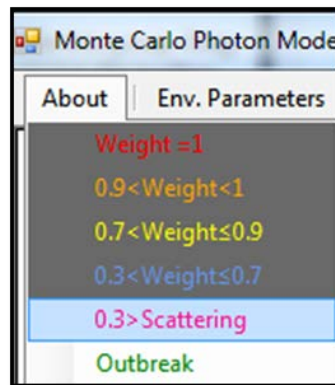 Monte Carlo Photon Mode
About Env. Parameters
Weight =1
0.9<Weight<1
0.7<Weight≤0.9
0.3<Weight≤0.7
0.3>Scattering
Outbreak